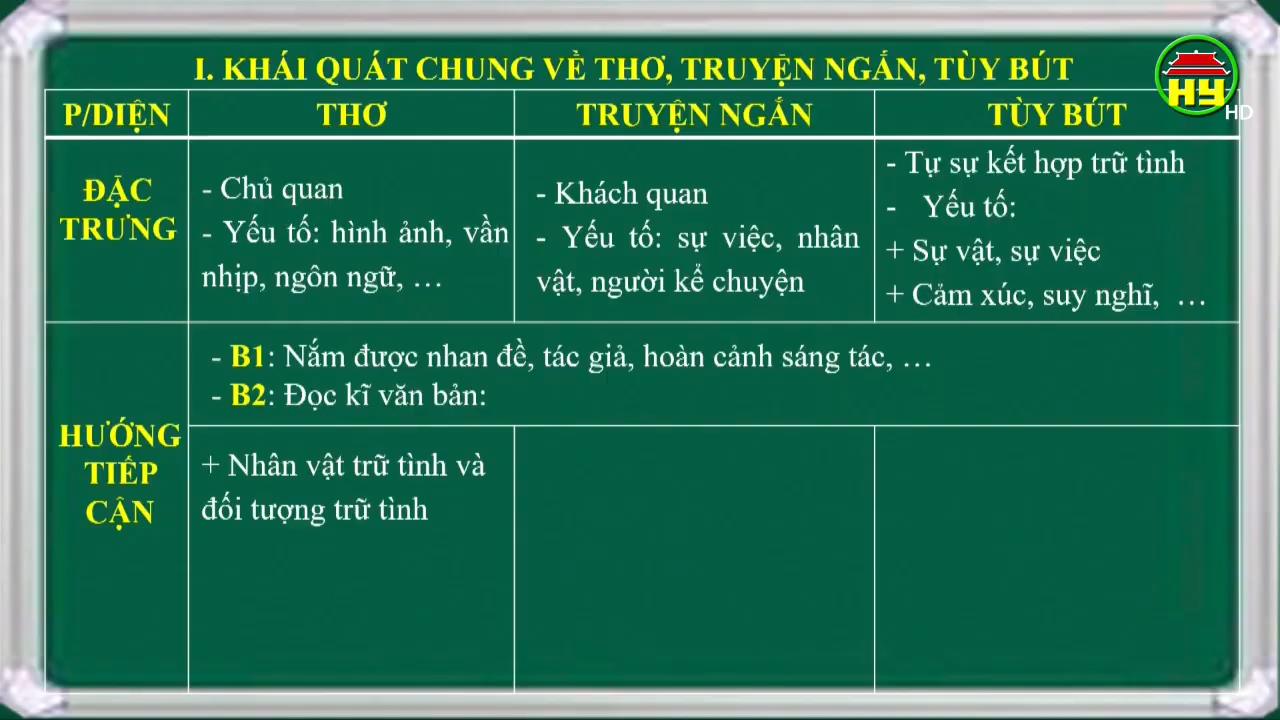 I. KHÁI QUÁT CHUNG VỀ THƠ, TRUYỆN NGẮN, TÙY BÚT
HY
HD
P/DIỆN
THƠ
TRUYỆN NGẮN
TÙY BÚT
ĐẶC
TRƯNG
- Chủ quan
- Yếu tố: hình ảnh, vần
nhịp, ngôn ngữ, …
- Khách quan
- Yếu tố: sự việc, nhân
vật, người kể chuyện
- Tự sự kết hợp trữ tình
- Yếu tố:
+ Sự vật, sự việc
+ Cảm xúc, suy nghĩ, …
HƯỚNG
TIẾP
CẬN
- B1: Nắm được nhan đề, tác giả, hoàn cảnh sáng tác, …
- B2: Đọc kĩ văn bản:
+ Nhân vật trữ tình và
đối tượng trữ tình